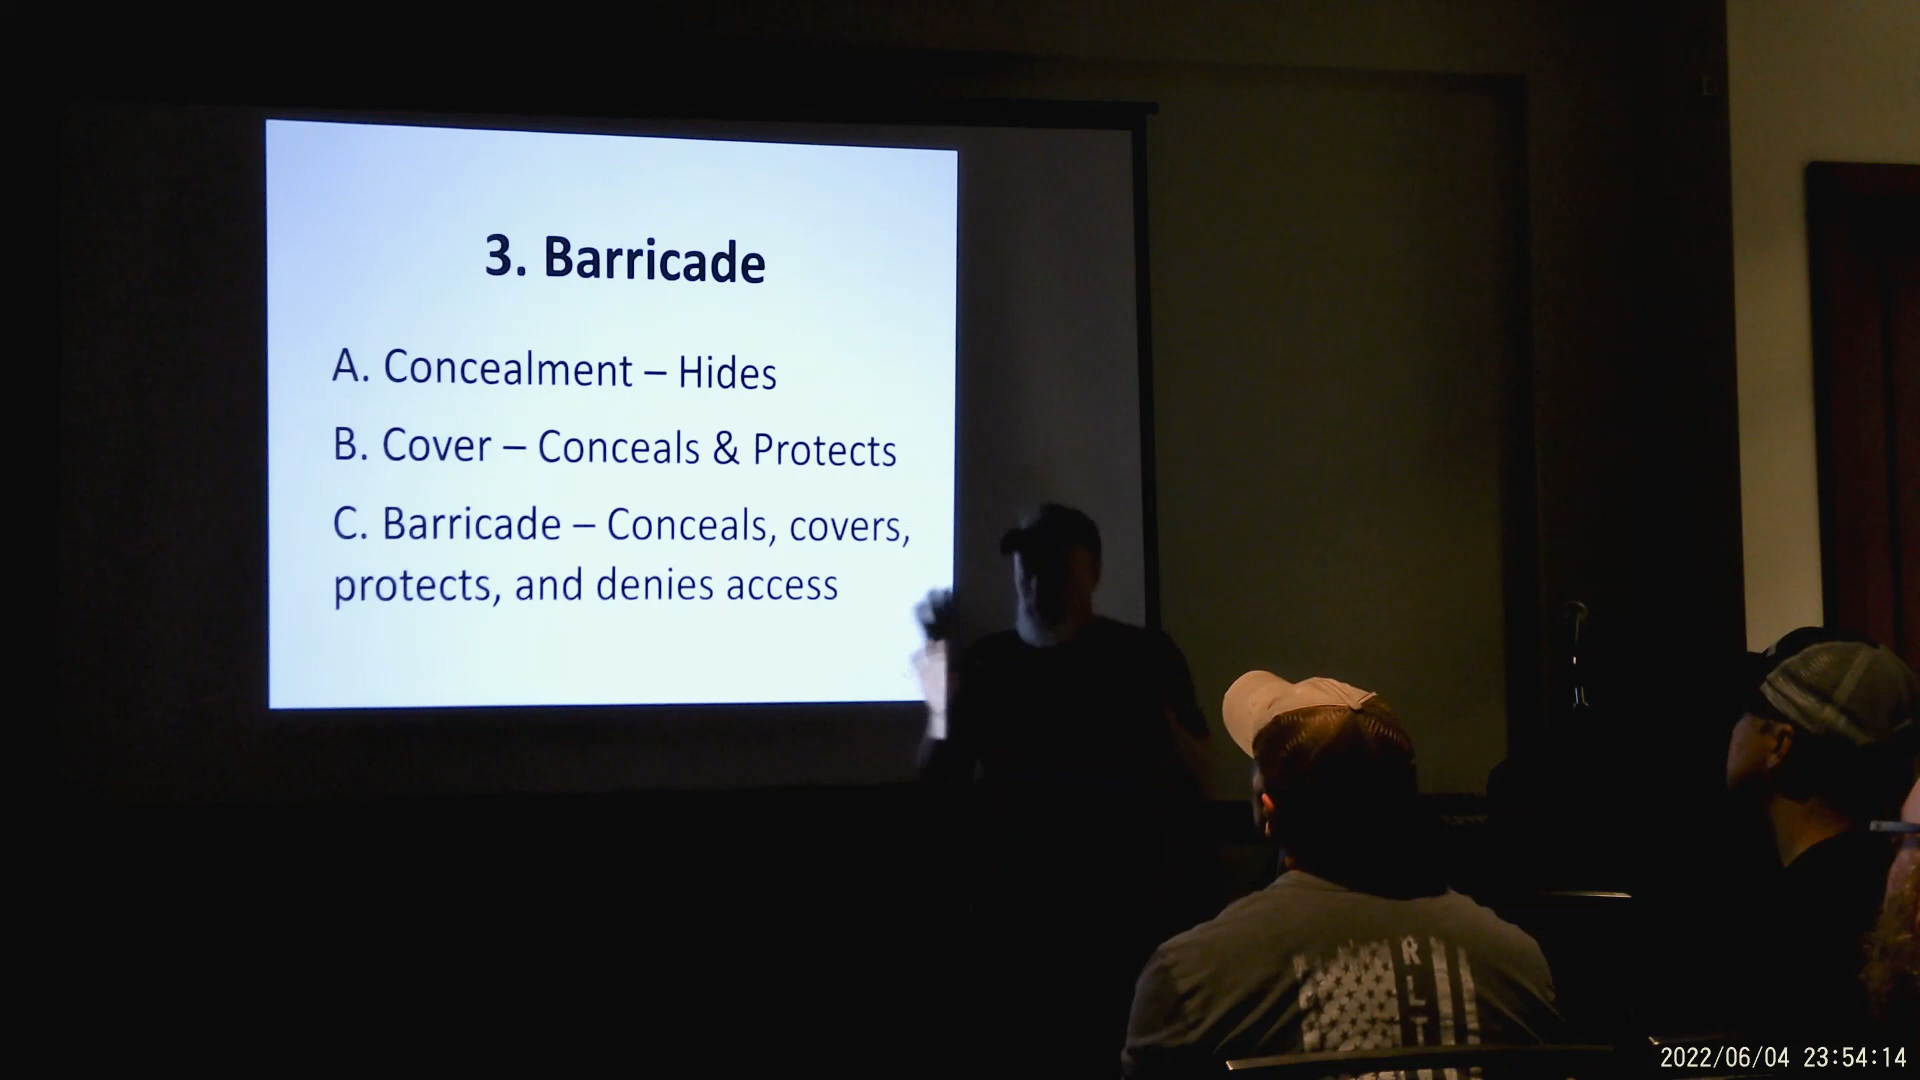 3. Barricade
A. Concealment – Hides
B. Cover – Conceals & Protects
C. Barricade – Conceals, covers,
protects, and denies access
R
L
T
2022/06/04 23:54:14